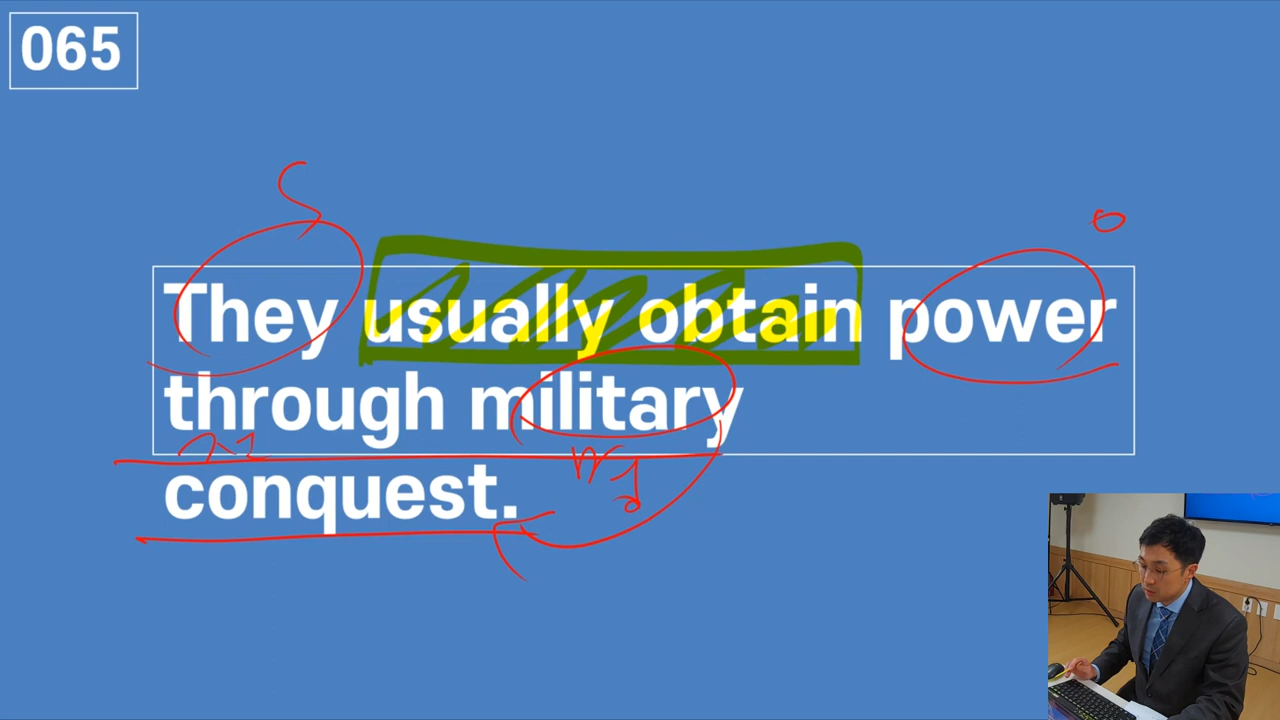 065
S
O
They usually obtain power
through military
conquest.